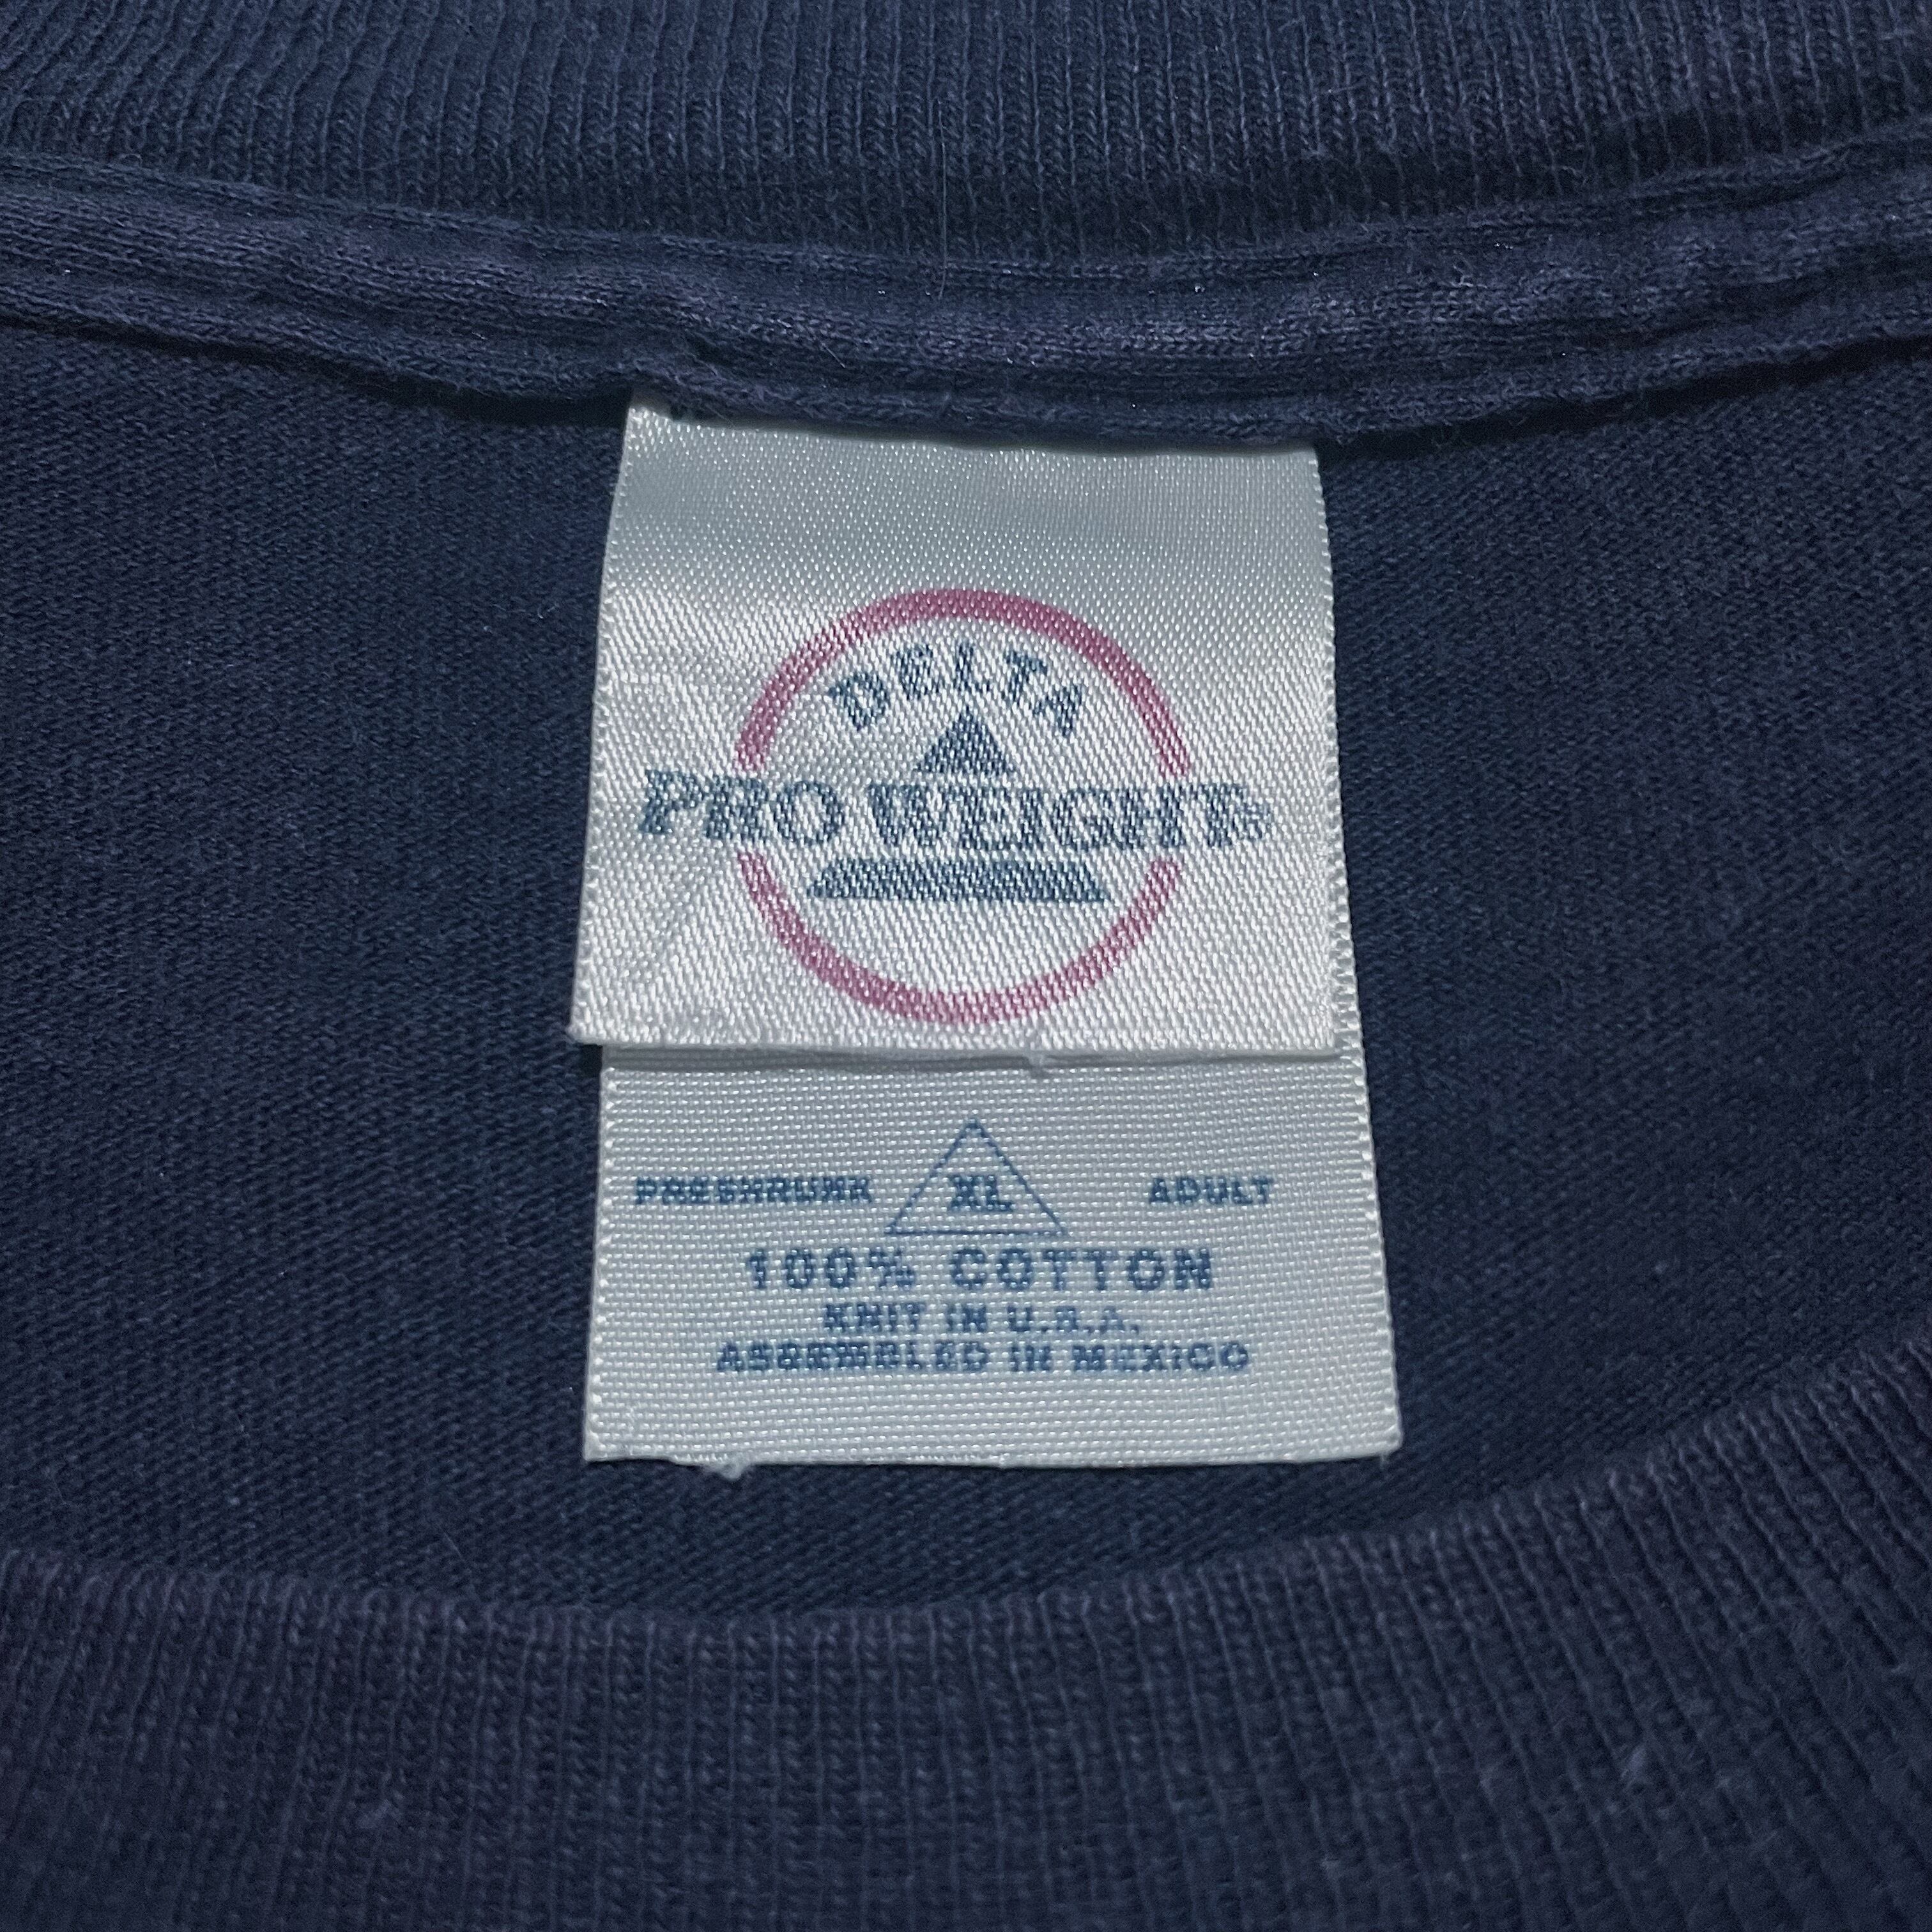 DELTA
PRO WEIGHT®
PRESHRUNK XL ADULT
100% COTTON
KNIT IN U.S.A.
ASSEMBLED IN MEXICO